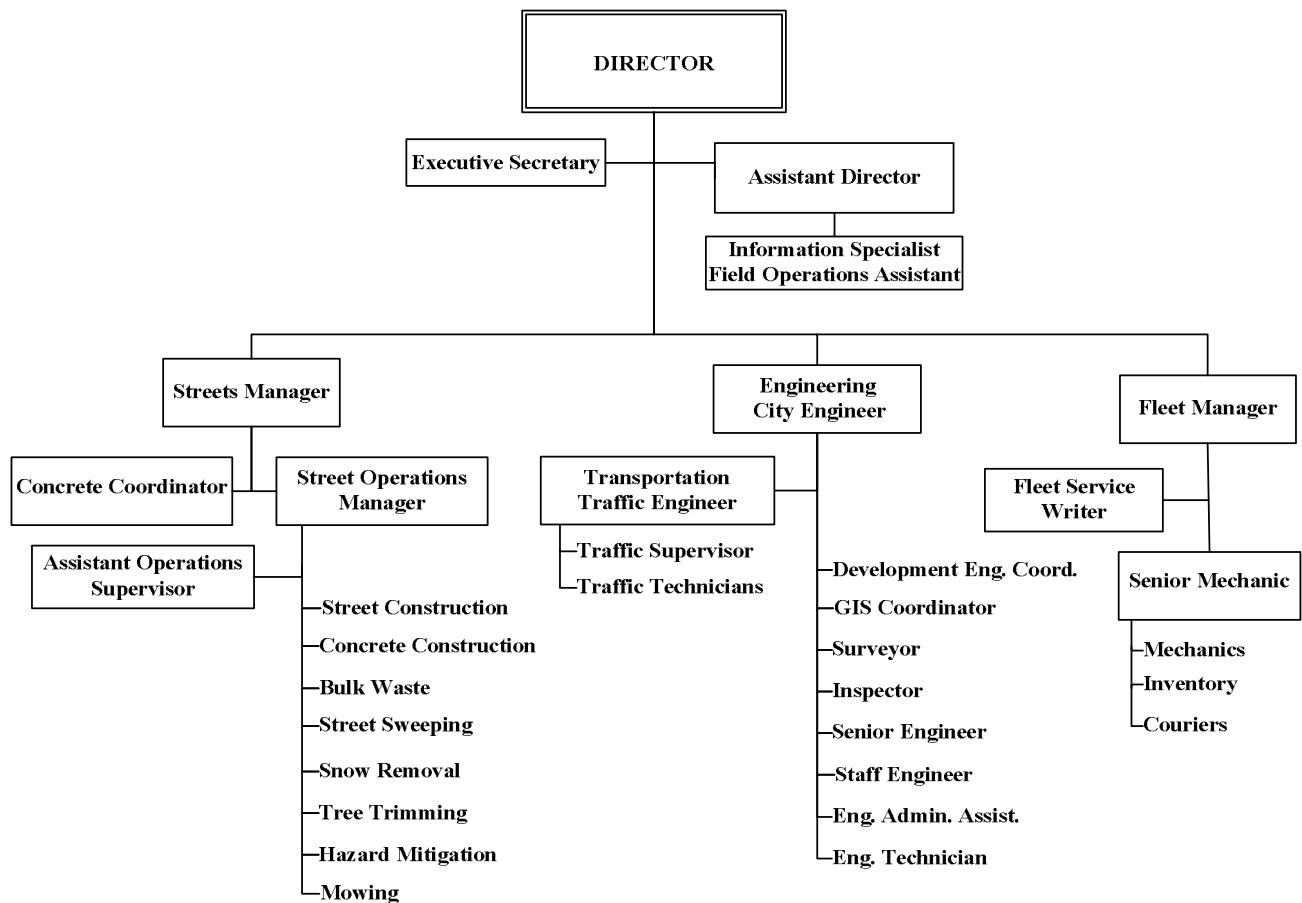 DIRECTOR
Executive Secretary
Assistant Director
Information Specialist
Field Operations Assistant
Streets Manager
Engineering
City Engineer
Fleet Manager
Concrete Coordinator
Street Operations
Manager
Transportation
Traffic Engineer
Fleet Service
Writer
Assistant Operations
Supervisor
Traffic Supervisor
Traffic Technicians
Senior Mechanic
Street Construction
Concrete Construction
Bulk Waste
Street Sweeping
Snow Removal
Tree Trimming
Hazard Mitigation
Mowing
Development Eng. Coord.
GIS Coordinator
Surveyor
Inspector
Senior Engineer
Staff Engineer
Eng. Admin. Assist.
Eng. Technician
Mechanics
Inventory
Couriers